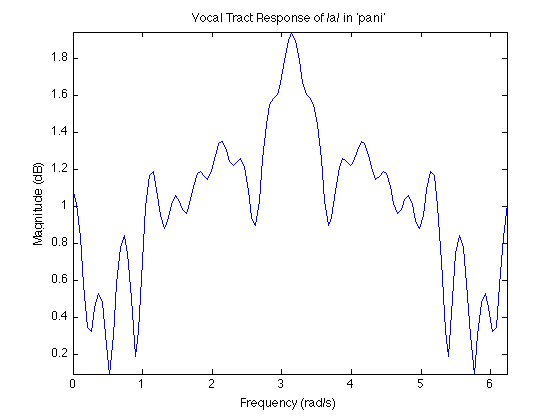 Vocal Tract Response of /a/ in 'pani'
1.8
1.6
1.4
1.2
1
0.8
0.6
0.4
0.2
Magnitude (dB)
0 1 2 3 4 5 6
Frequency (rad/s)